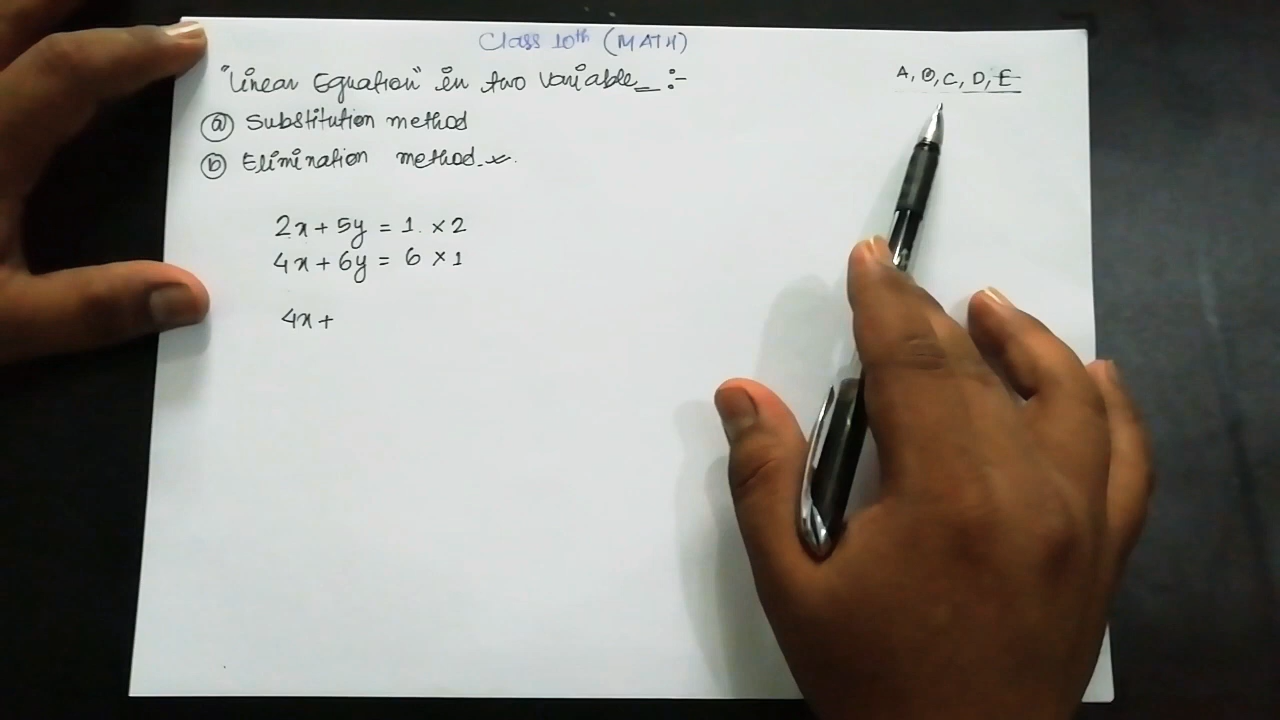 Class 10th (MATH)
"Linear Equation" in two variable :-
A, B, C, D, E
(a) Substitution method
(b) Elimination method
2x + 5y = 1 × 2
4x + 6y = 6 × 1
4x +